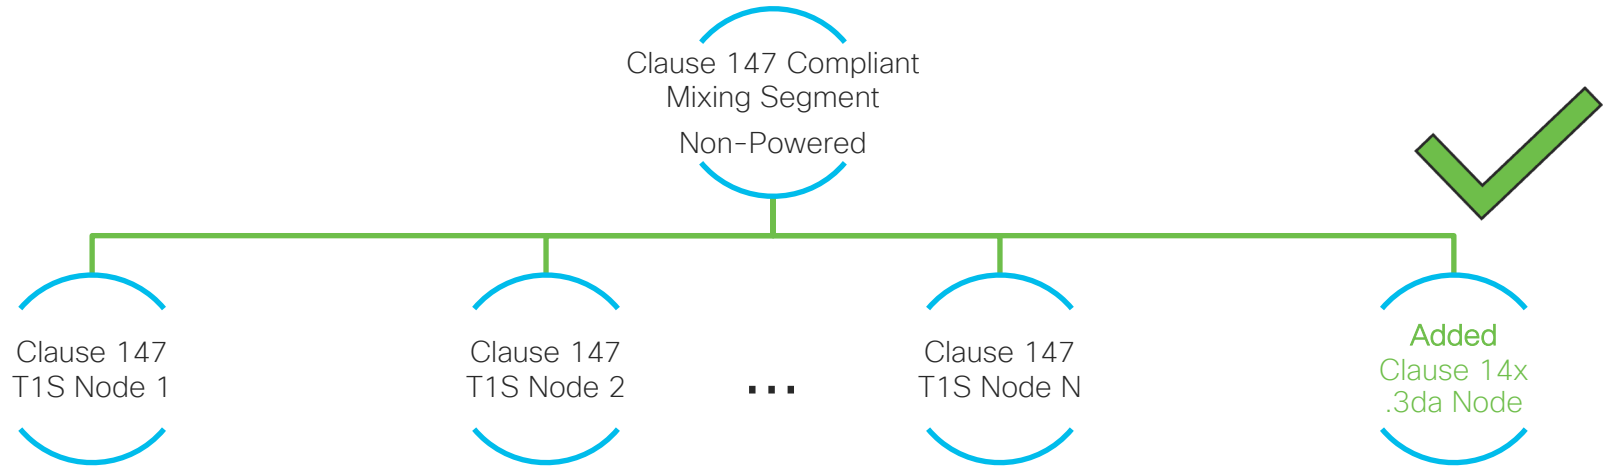 Clause 147 Compliant
Mixing Segment
Non-Powered
Clause 147
T1S Node 1
Clause 147
T1S Node 2
...
Clause 147
T1S Node N
Added
Clause 14x
.3da Node